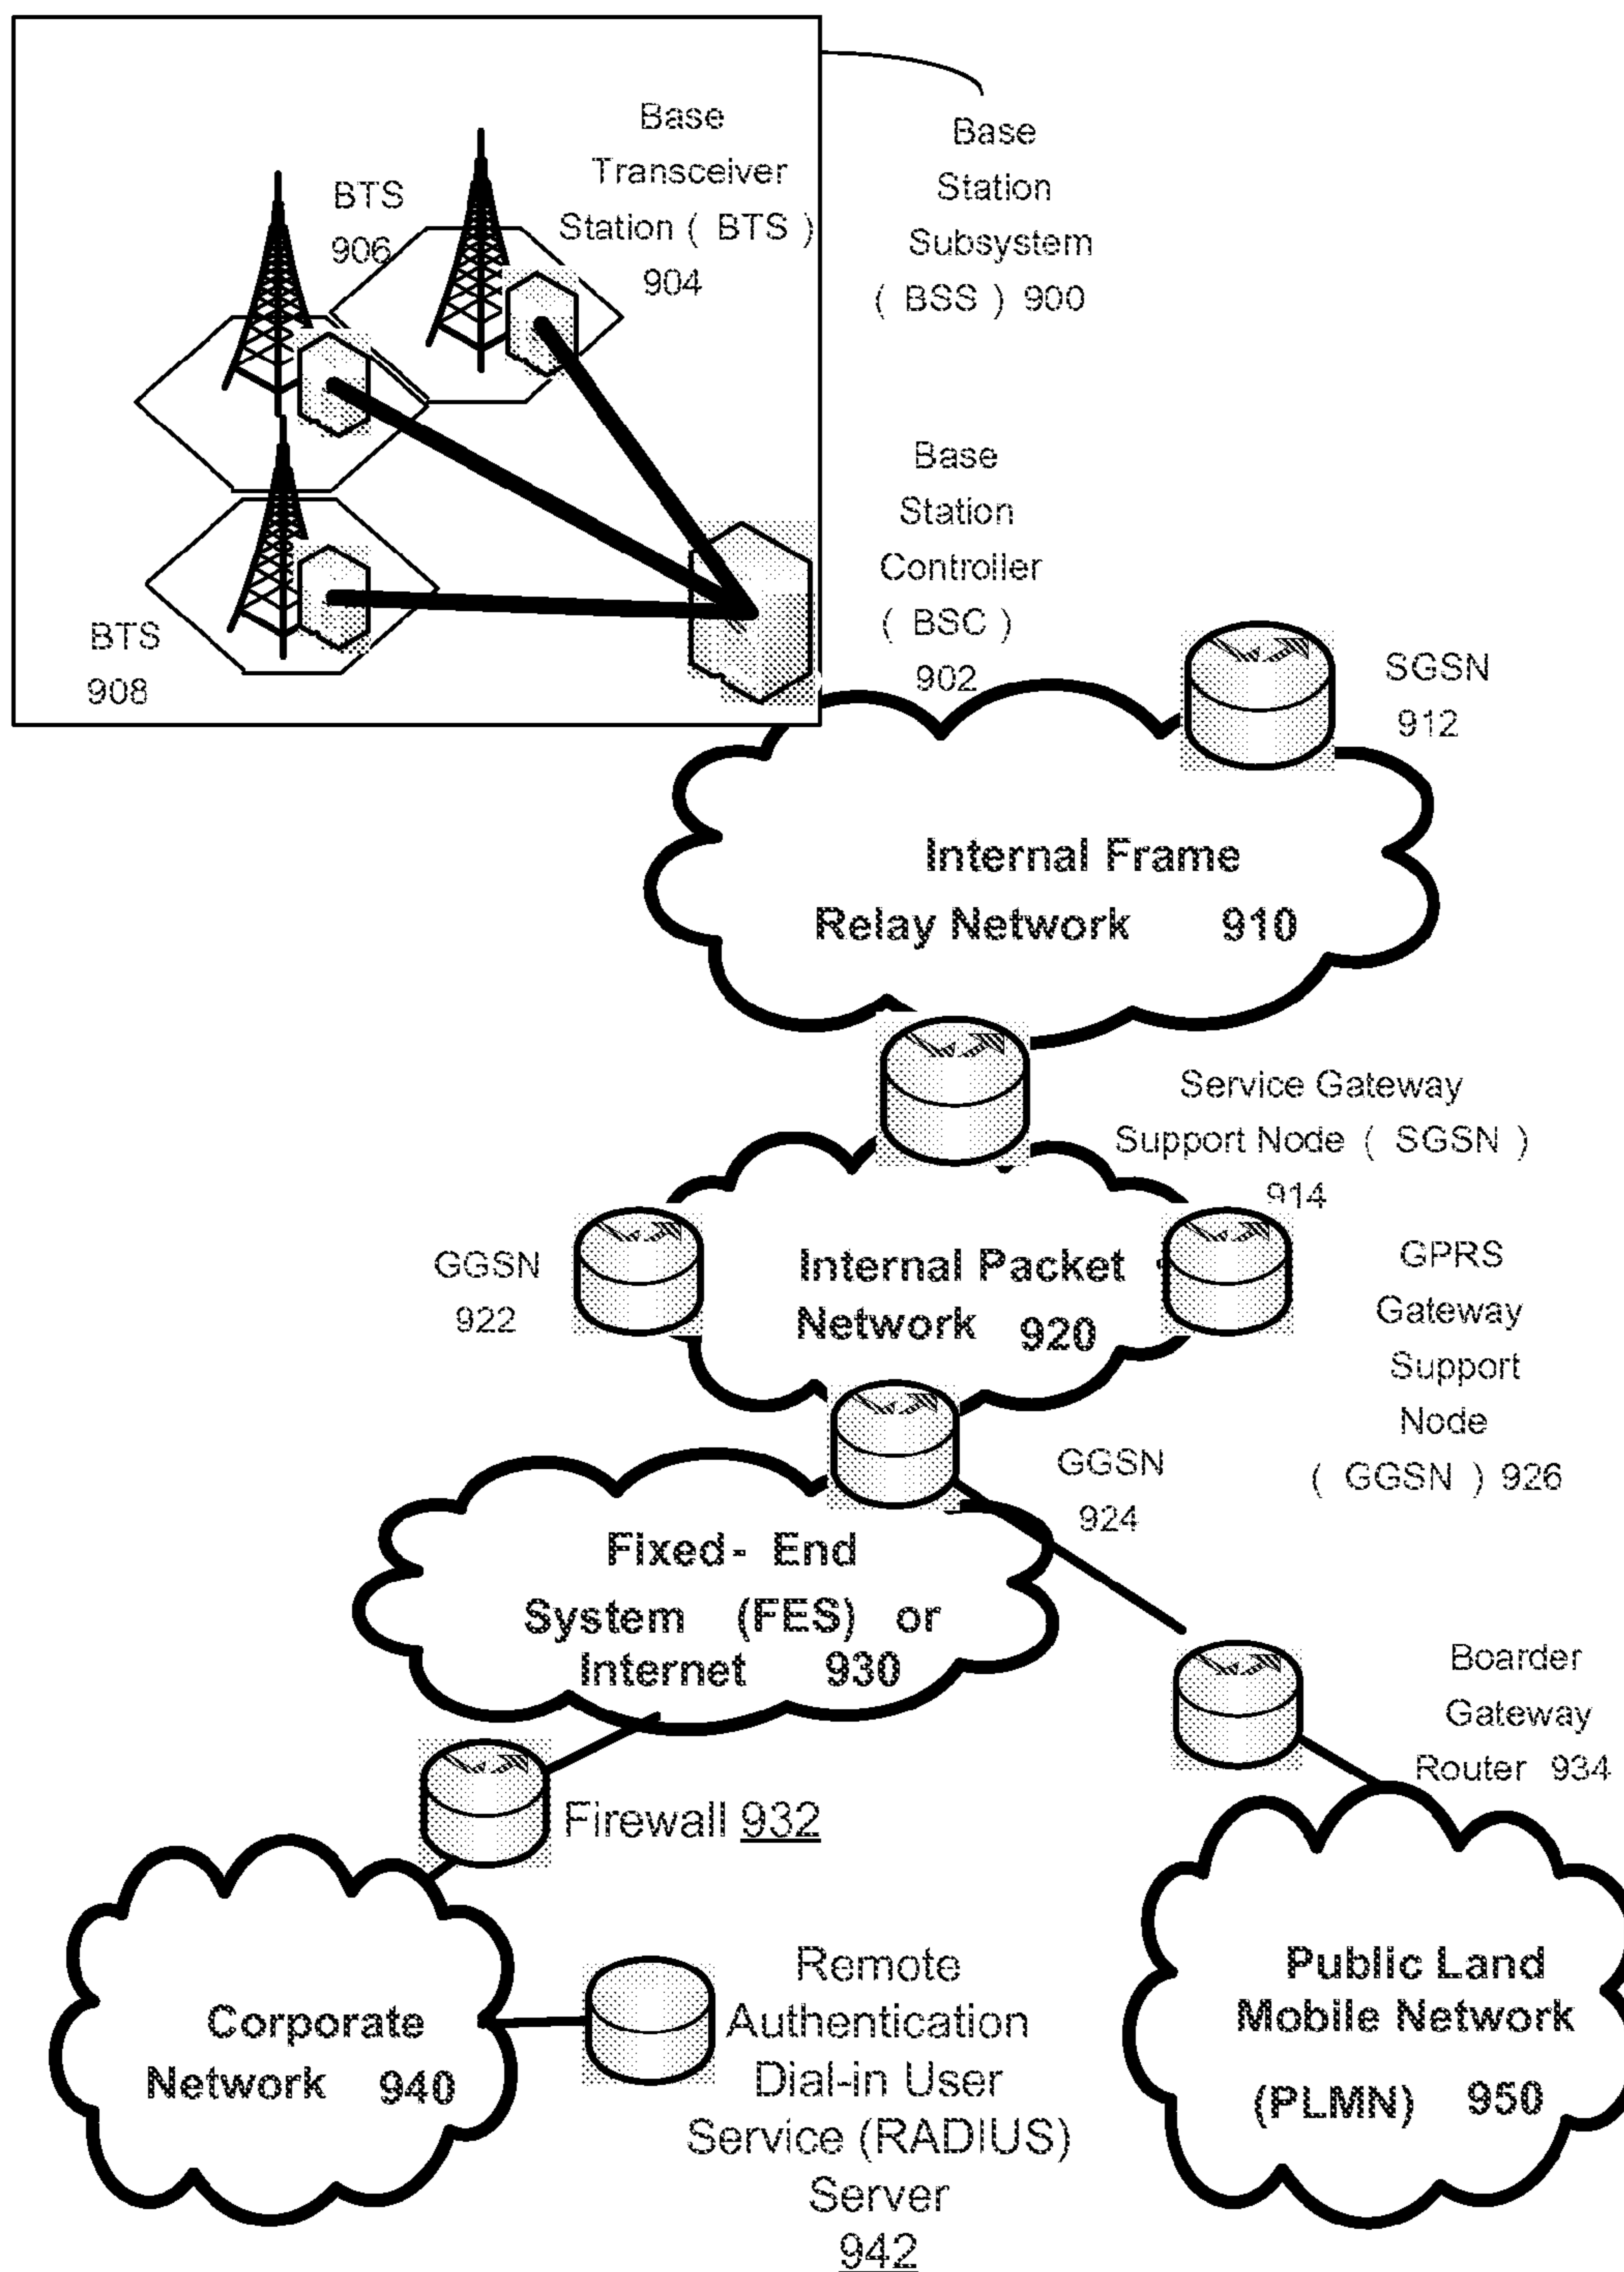 Base
Transceiver
Station ( BTS )
904
BTS
906
BTS
908
Base
Station
Subsystem
( BSS ) 900
Base
Station
Controller
( BSC )
902
SGSN
912
Internal Frame
Relay Network 910
Service Gateway
Support Node ( SGSN )
914
GGSN
922
Internal Packet
Network 920
GPRS
Gateway
Support
Node
( GGSN ) 926
GGSN
924
Fixed- End
System (FES) or
Internet 930
Boarder
Gateway
Router 934
Firewall 932
Corporate
Network 940
Remote
Authentication
Dial-in User
Service (RADIUS)
Server
942
Public Land
Mobile Network
(PLMN) 950